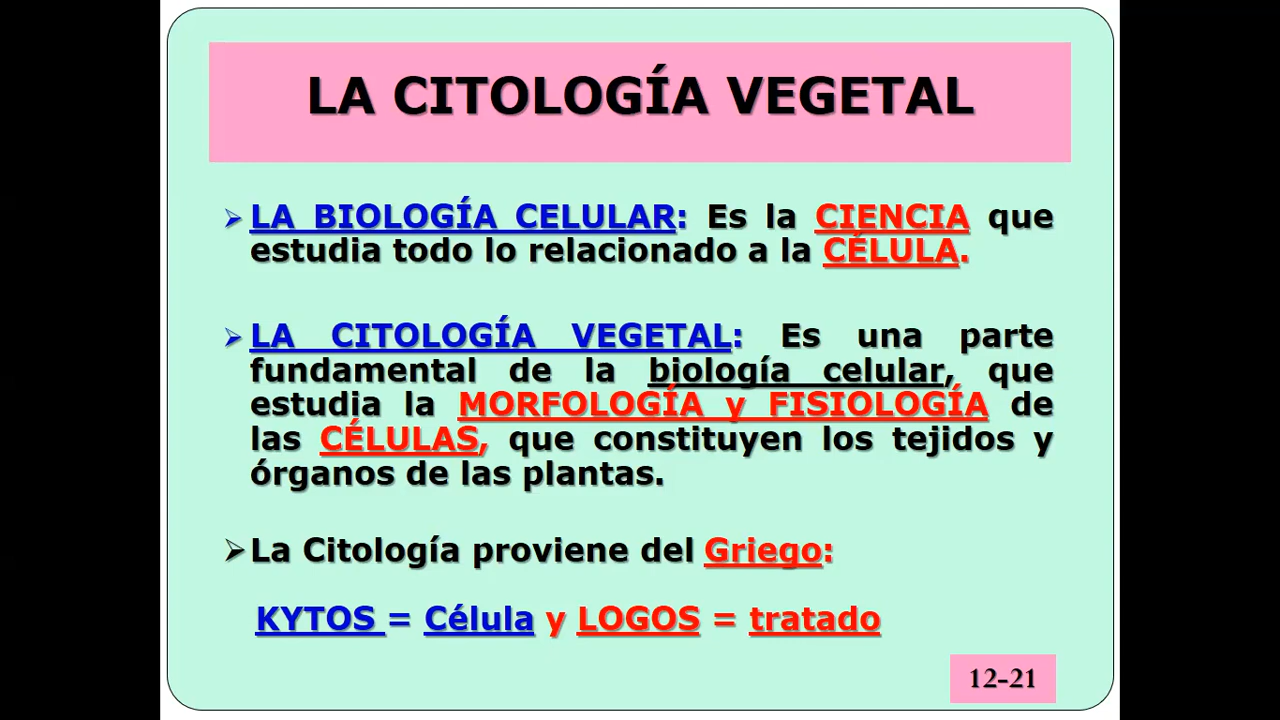 LA CITOLOGÍA VEGETAL
LA BIOLOGÍA CELULAR: Es la CIENCIA que
estudia todo lo relacionado a la CÉLULA.
LA CITOLOGÍA VEGETAL: Es una parte
fundamental de la biología celular, que
estudia la MORFOLOGÍA y FISIOLOGÍA de
las CÉLULAS, que constituyen los tejidos y
órganos de las plantas.
La Citología proviene del Griego:
KYTOS = Célula y LOGOS = tratado
12-21